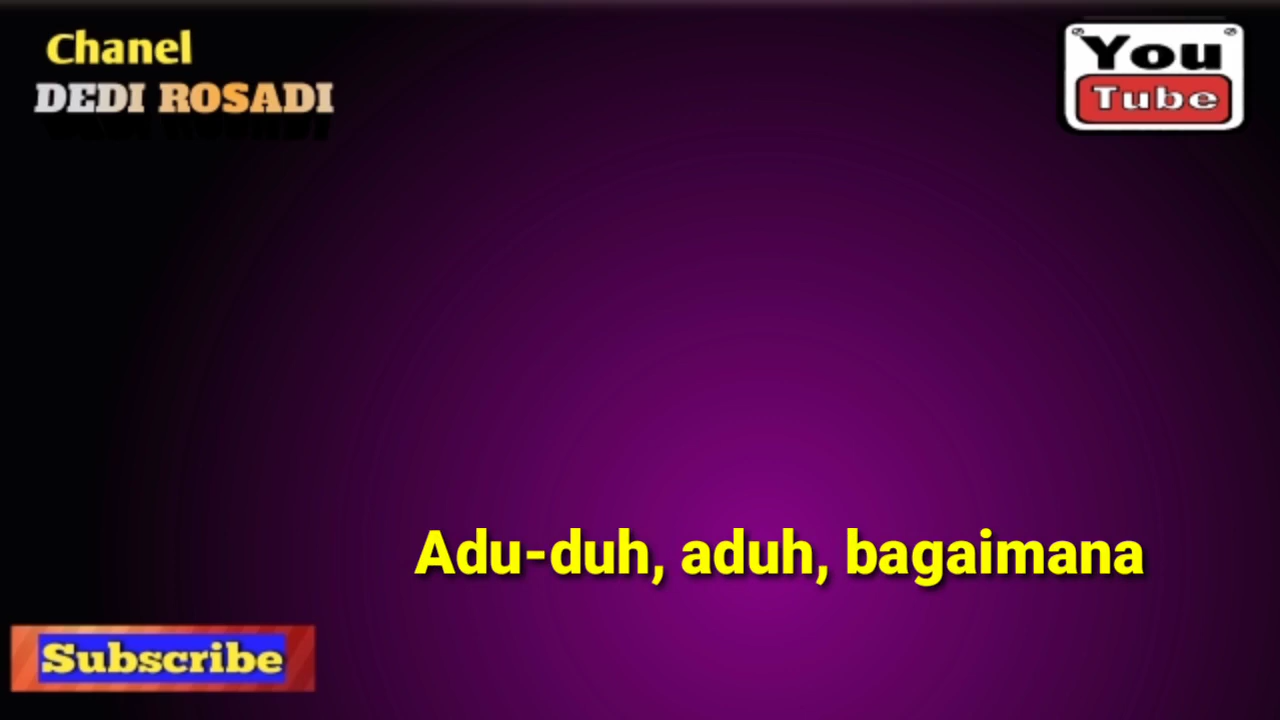 Chanel
DEDI ROSADI
You
Tube
Adu-duh, aduh, bagaimana
Subscribe